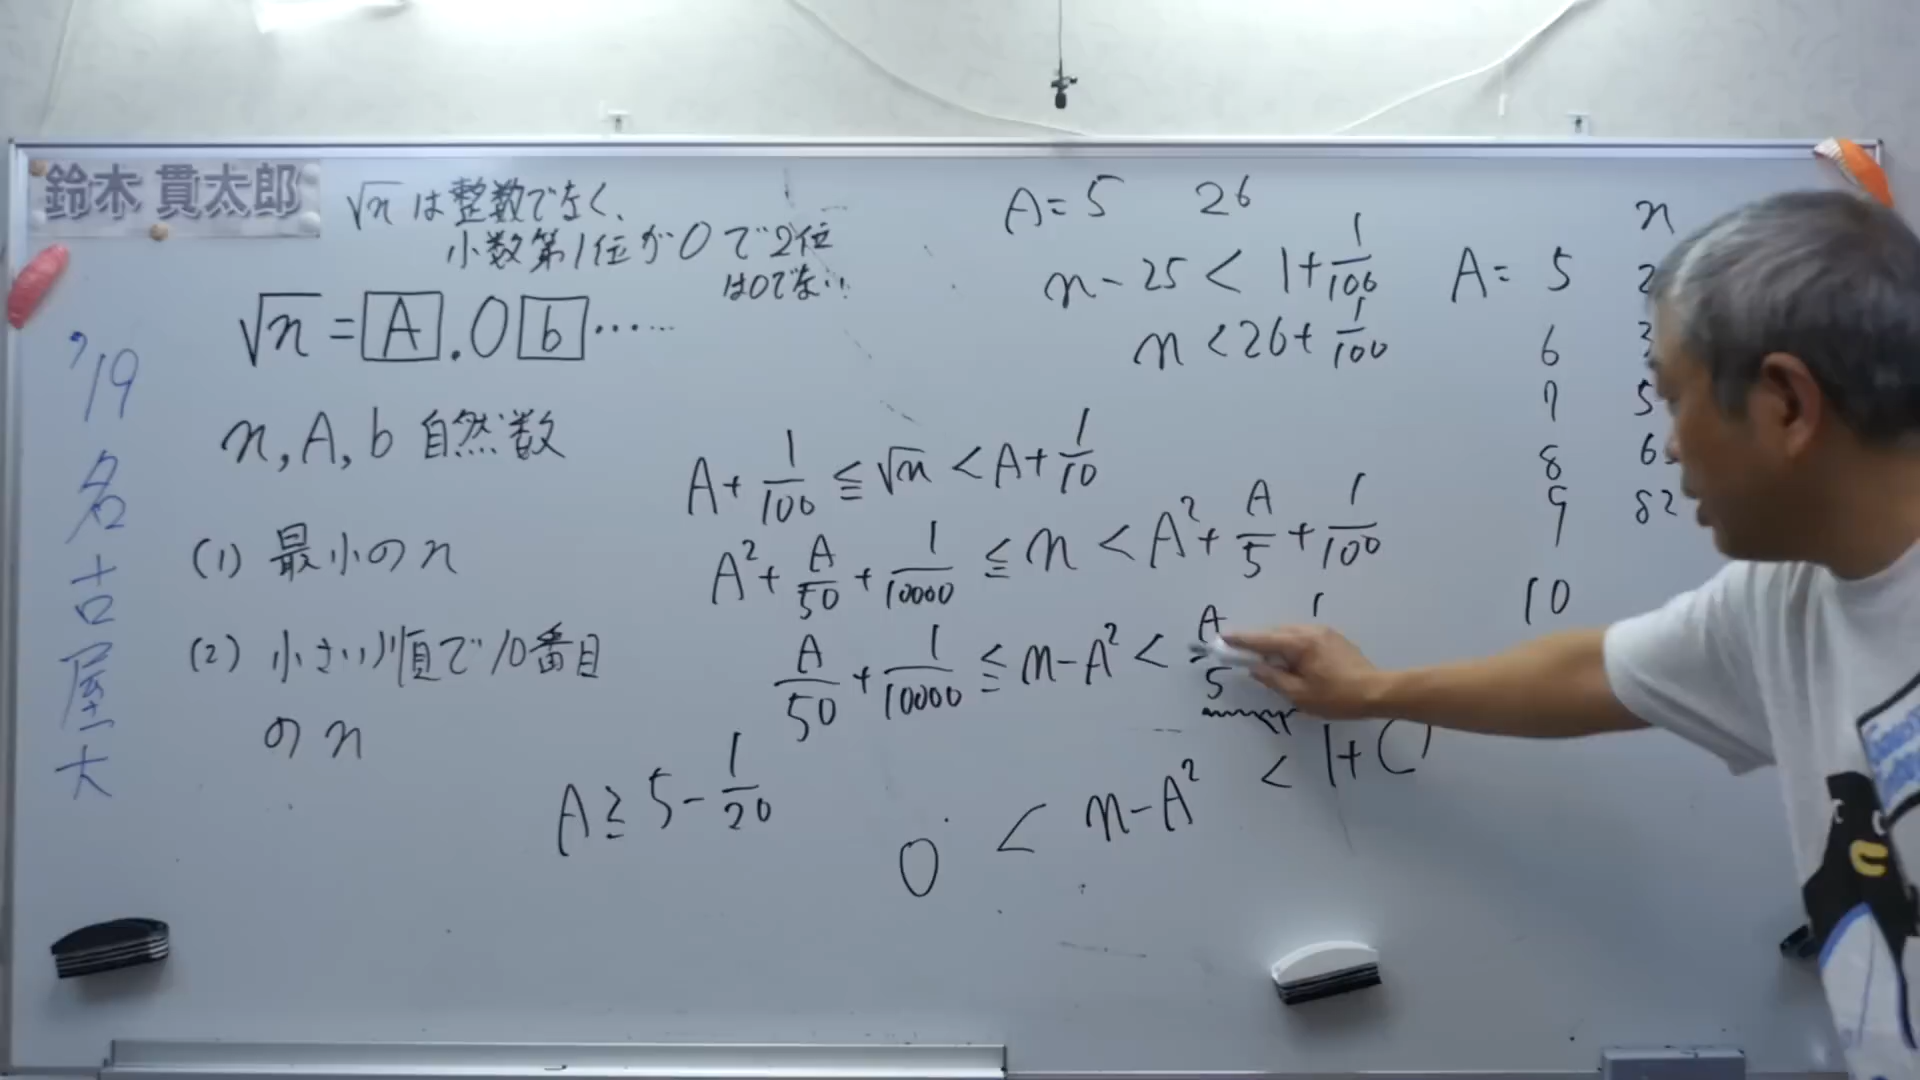 鈴木 貫太郎
√n は整数でなく、
小数第1位が0で2位
は0でない
√n = A . 0 b ……
'19 名古屋大
n, A, b 自然数
(1) 最小のn
(2) 小さい順で10番目
のn
A = 5 26
n - 25 < 1 + 1/100
n < 26 + 1/100
A + 1/100 ≦ √n < A + 1/10
A² + A/50 + 1/10000 ≦ n < A² + A/5 + 1/100
A/50 + 1/10000 ≦ n - A² < A/5
A ≧ 5 - 1/20
0 < n - A² < 1 +
n
A = 5
6
7 5
8 6
9 82
10